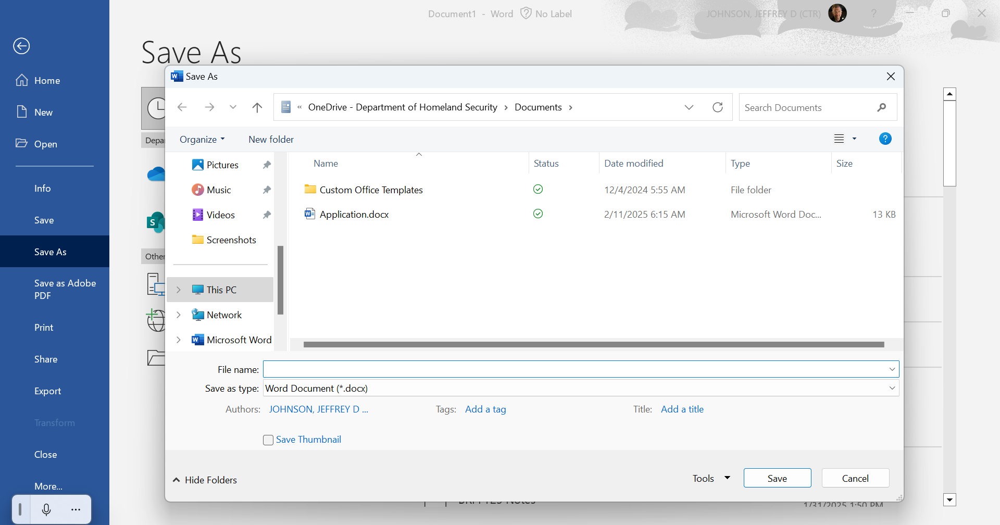 Document1 - Word No Label
JOHNSON, JEFFREY D (CTR)
?
Save As
Home
New
Open
Info
Save
Save As
Save as Adobe
PDF
Print
Share
Export
Transform
Close
More...
Depa
Other
S
W Save As
« OneDrive - Department of Homeland Security > Documents >
Search Documents
Organize
New folder
?
Pictures
Music
Videos
Screenshots
This PC
Network
W Microsoft Word
Name Status Date modified Type Size
Custom Office Templates 12/4/2024 5:55 AM File folder
W Application.docx 2/11/2025 6:15 AM Microsoft Word Doc... 13 KB
File name:
Save as type: Word Document (*.docx)
Authors: JOHNSON, JEFFREY D ... Tags: Add a tag Title: Add a title
Save Thumbnail
Hide Folders
Tools
Save
Cancel
1/31/2025 1:50 PM